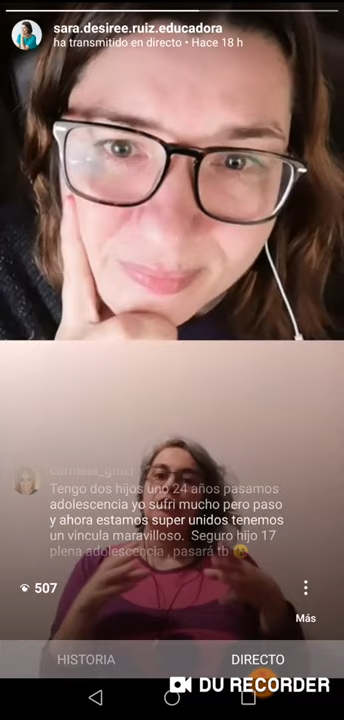 sara.desiree.ruiz.educadora
ha transmitido en directo • Hace 18 h
Tengo dos hijos uno 24 años pasamos
adolescencia yo sufri mucho pero paso
y ahora estamos super unidos tenemos
un vincula maravilloso. Seguro hijo 17
plena adolescencia , pasará tb
507
Más
HISTORIA
DIRECTO
DU RECORDER